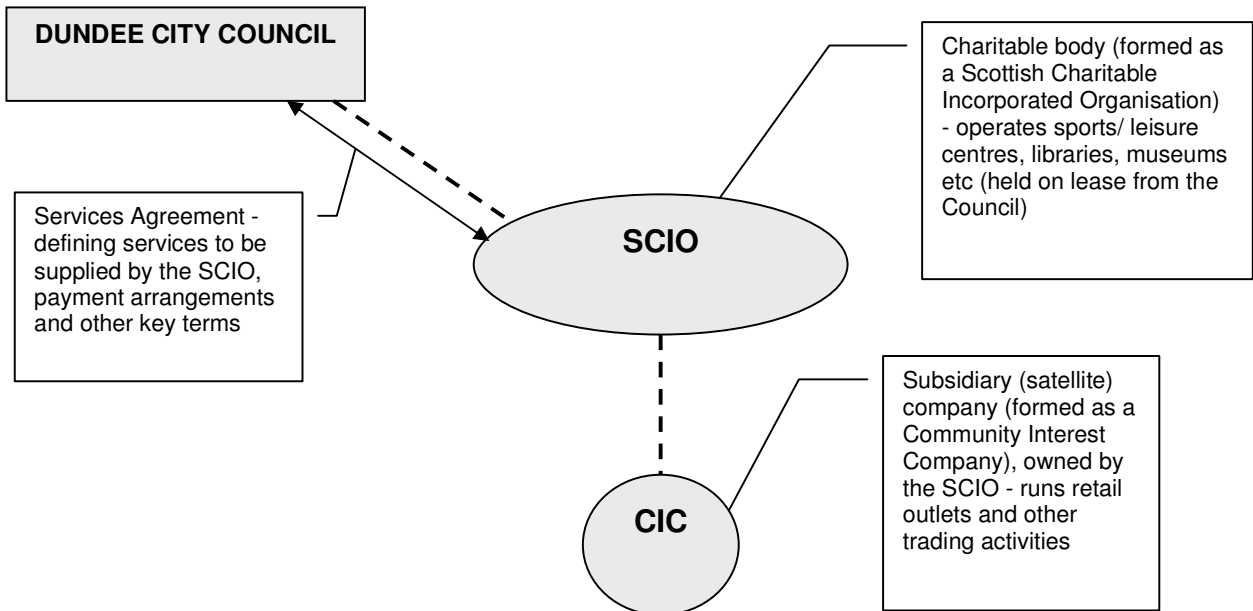 DUNDEE CITY COUNCIL
Charitable body (formed as
a Scottish Charitable
Incorporated Organisation)
- operates sports/ leisure
centres, libraries, museums
etc (held on lease from the
Council)
Services Agreement -
defining services to be
supplied by the SCIO,
payment arrangements
and other key terms
SCIO
Subsidiary (satellite)
company (formed as a
Community Interest
Company), owned by
the SCIO - runs retail
outlets and other
trading activities
CIC